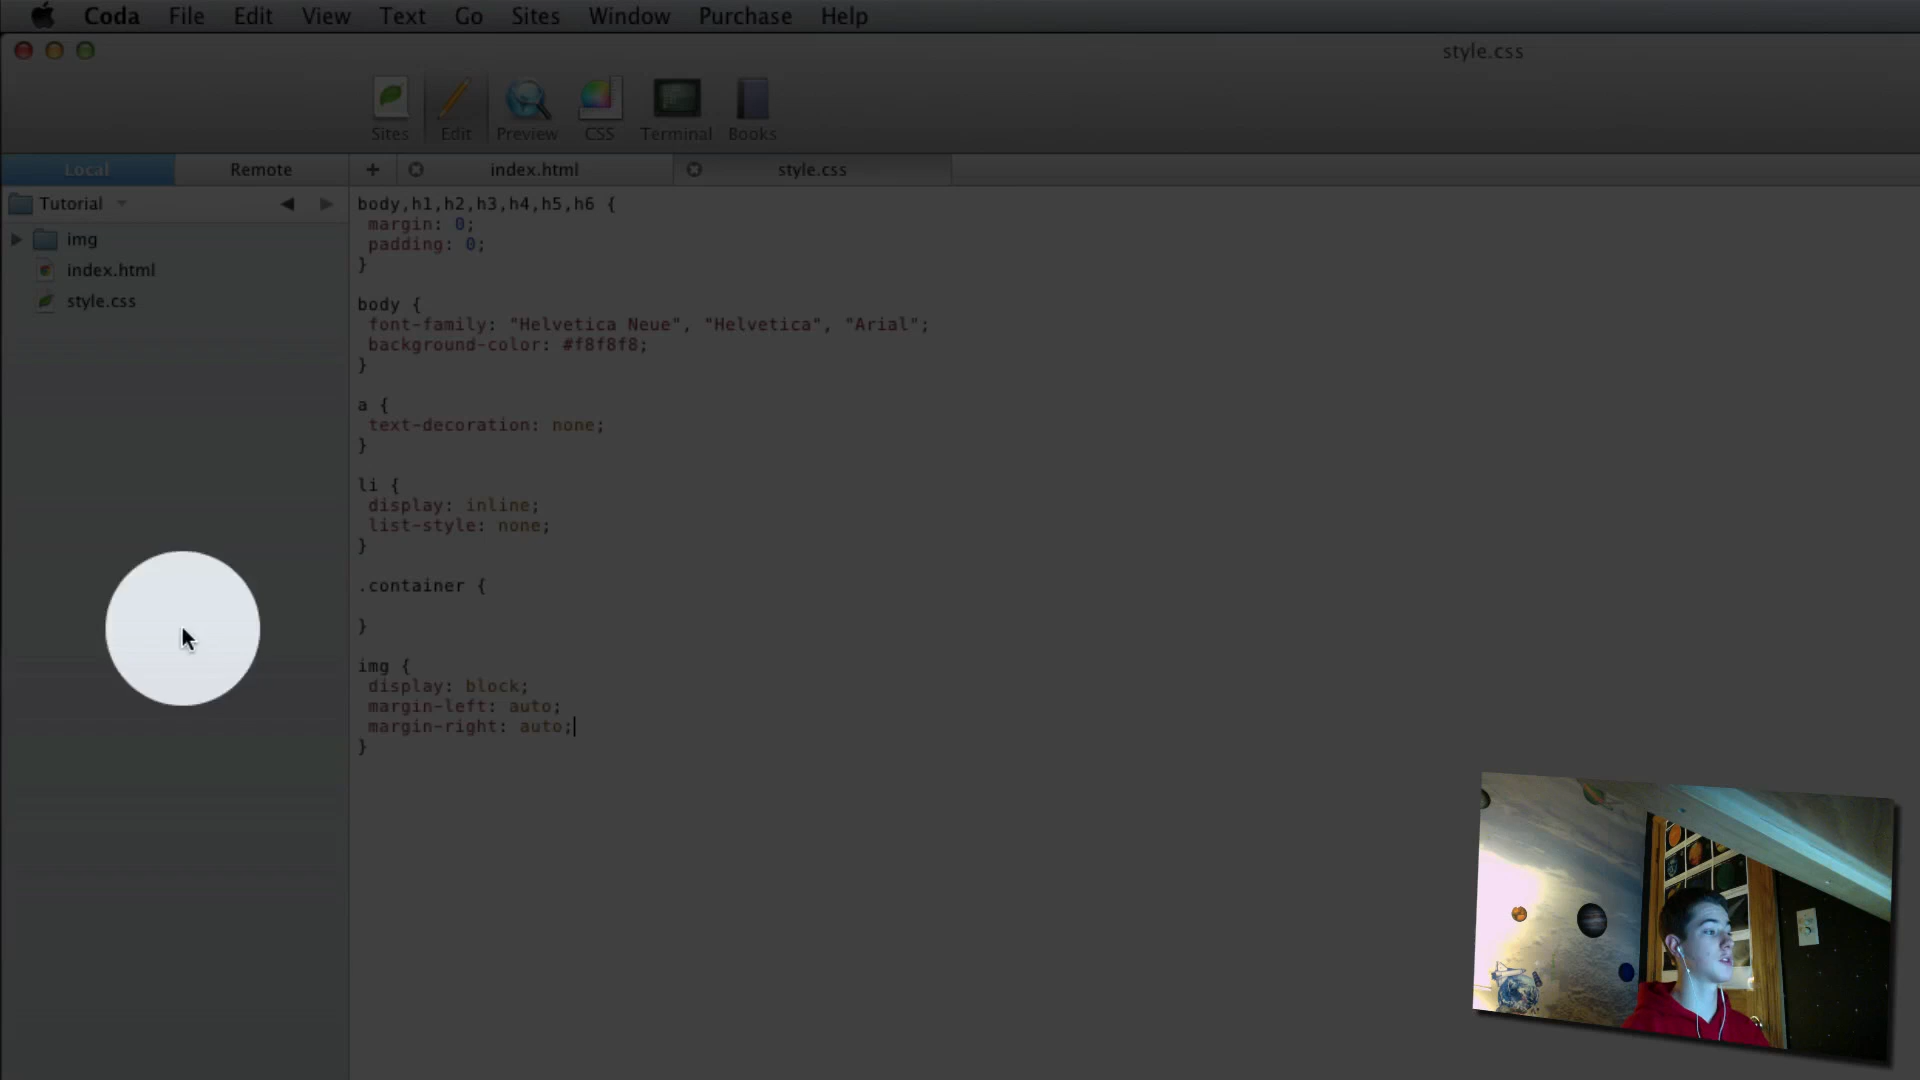 Coda File Edit View Text Go Sites Window Purchase Help
style.css
Sites Edit Preview CSS Terminal Books
Local Remote + index.html style.css
Tutorial
img
index.html
style.css
body,h1,h2,h3,h4,h5,h6 {
margin: 0;
padding: 0;
}
body {
font-family: "Helvetica Neue", "Helvetica", "Arial";
background-color: #f8f8f8;
}
a {
text-decoration: none;
}
li {
display: inline;
list-style: none;
}
.container {
}
img {
display: block;
margin-left: auto;
margin-right: auto;
}